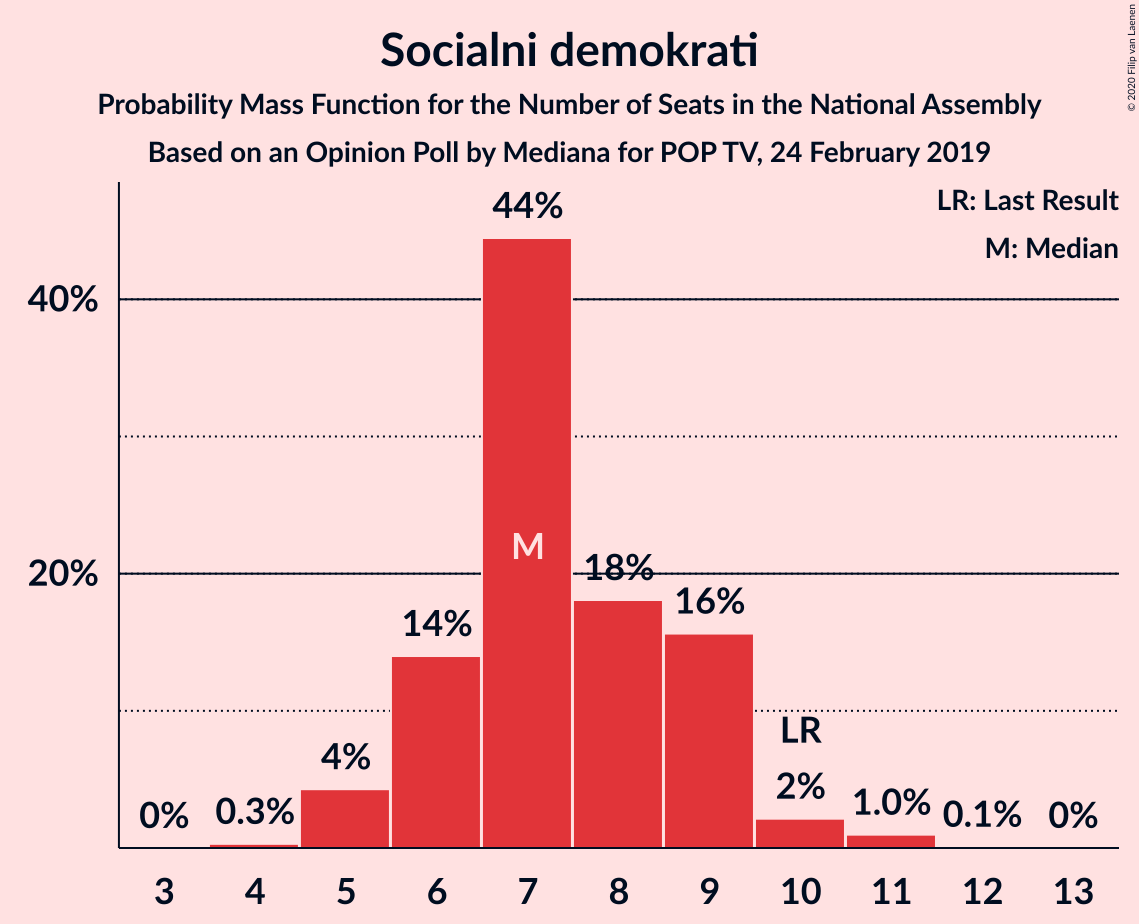 Socialni demokrati
Probability Mass Function for the Number of Seats in the National Assembly
Based on an Opinion Poll by Mediana for POP TV, 24 February 2019
© 2020 Filip van Laenen
LR: Last Result
M: Median
44%
40%
M
18%
20%
16%
14%
LR
4%
2%
1.0%
0%
0.3%
0.1%
0%
3 4 5 6 7 8 9 10 11 12 13